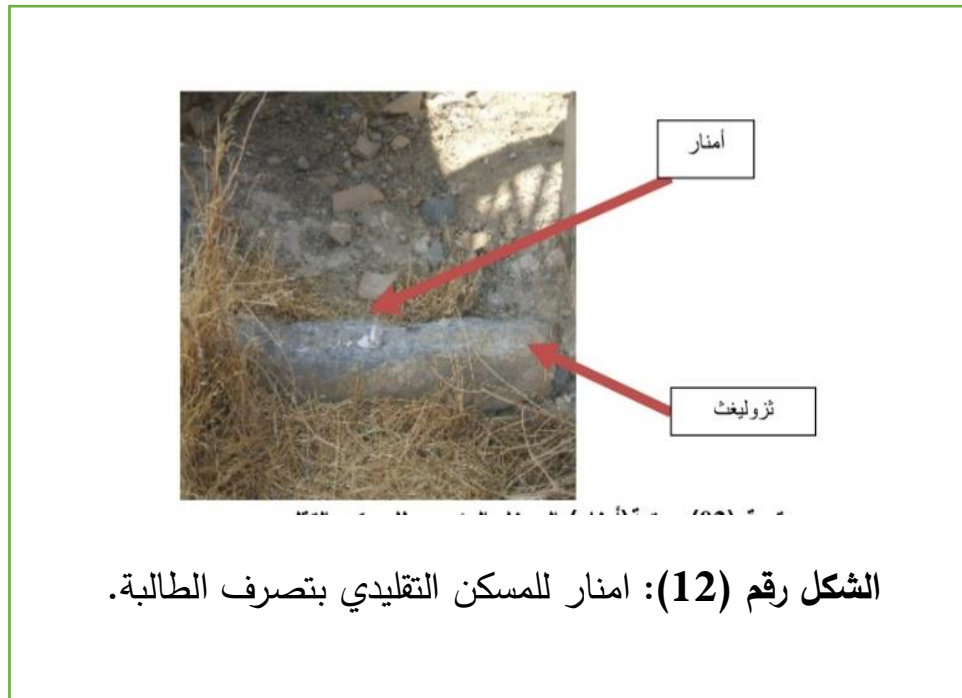 أمنار
ثزوليغث
الشكل رقم (12): امنار للمسكن التقليدي بتصرف الطالبة.